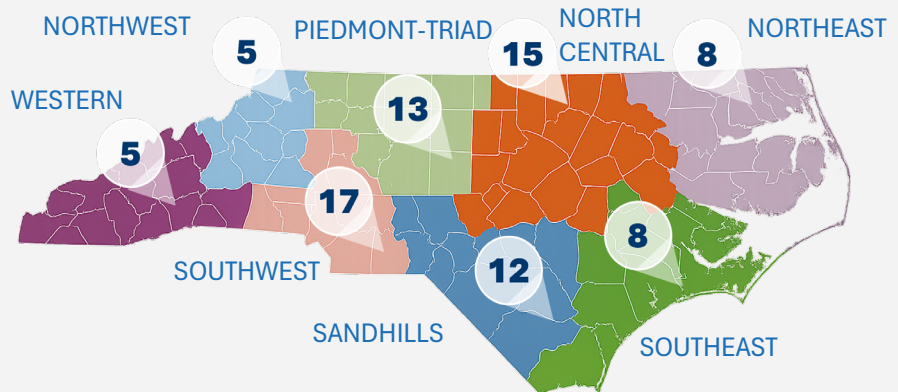 NORTHWEST
5
PIEDMONT-TRIAD
15
NORTH
CENTRAL
8
NORTHEAST
WESTERN
5
13
17
8
SOUTHWEST
12
SANDHILLS
SOUTHEAST